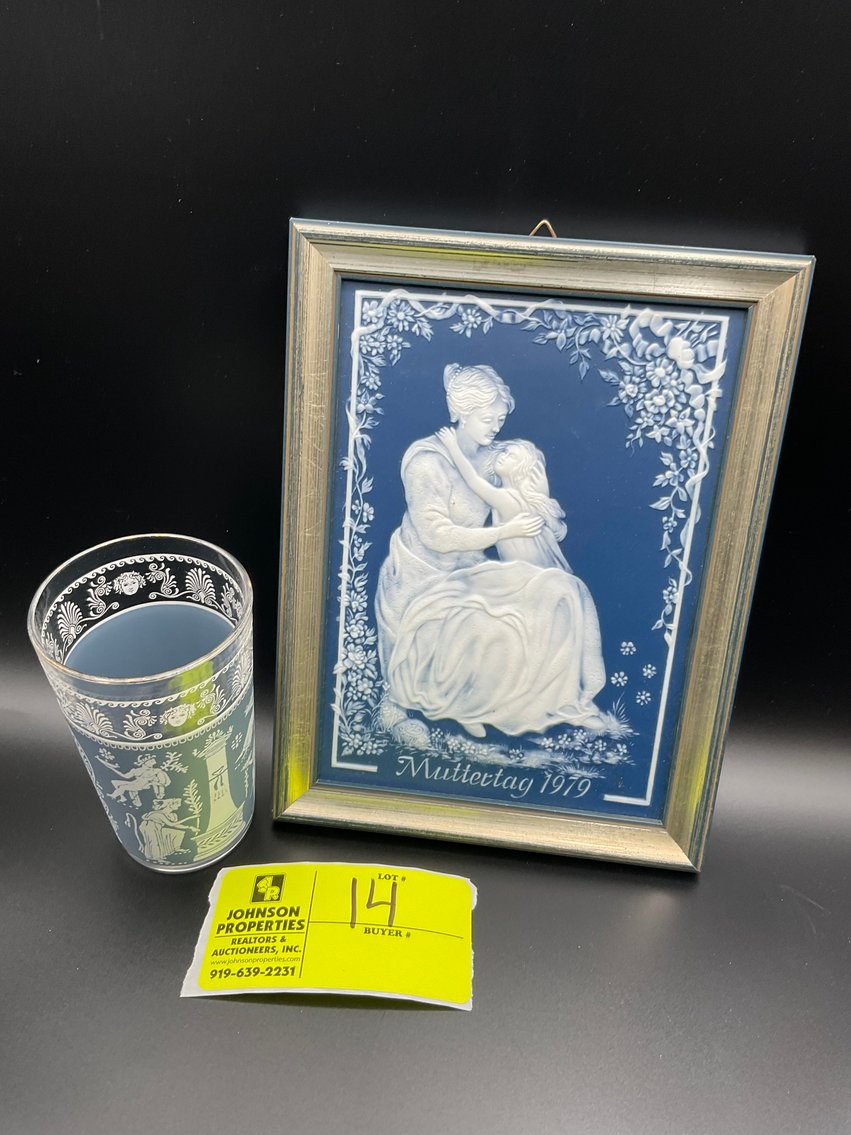 Muttertag 1979
JOHNSON
PROPERTIES
REALTORS &
AUCTIONEERS, INC.
www.johnsonproperties.com
919-639-2231
LOT #
14
BUYER #